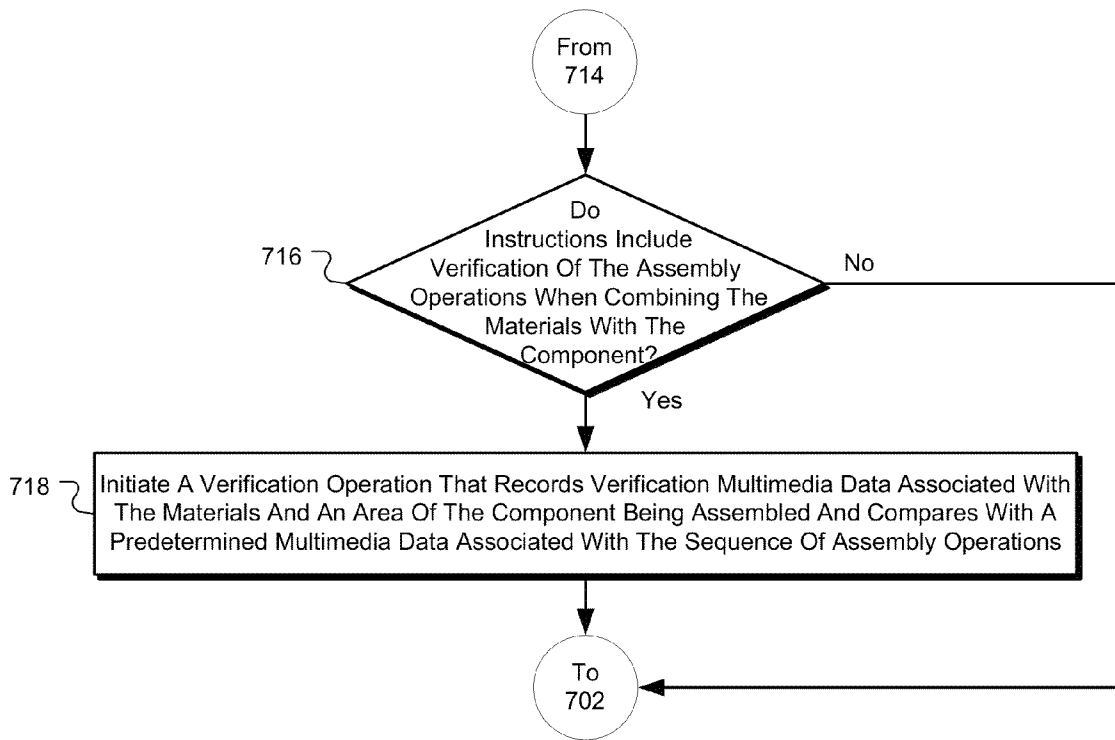 From
714
Do
Instructions Include
Verification Of The Assembly
Operations When Combining The
Materials With The
Component?
716
No
Yes
718
Initiate A Verification Operation That Records Verification Multimedia Data Associated With
The Materials And An Area Of The Component Being Assembled And Compares With A
Predetermined Multimedia Data Associated With The Sequence Of Assembly Operations
To
702